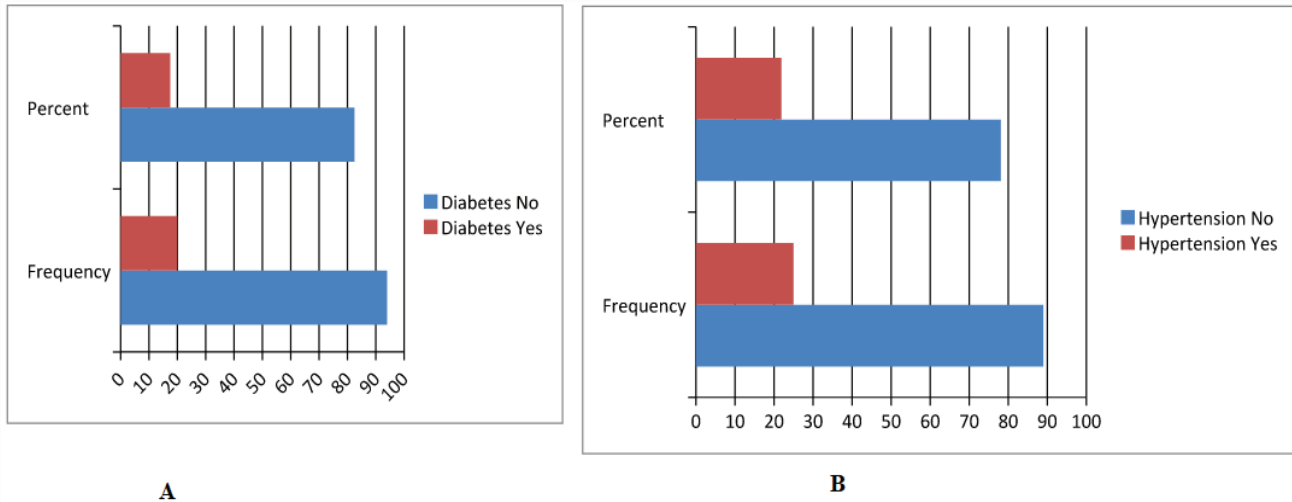 Percent
Frequency
0 10 20 30 40 50 60 70 80 90 100
Diabetes No
Diabetes Yes
A
Percent
Frequency
0 10 20 30 40 50 60 70 80 90 100
Hypertension No
Hypertension Yes
B